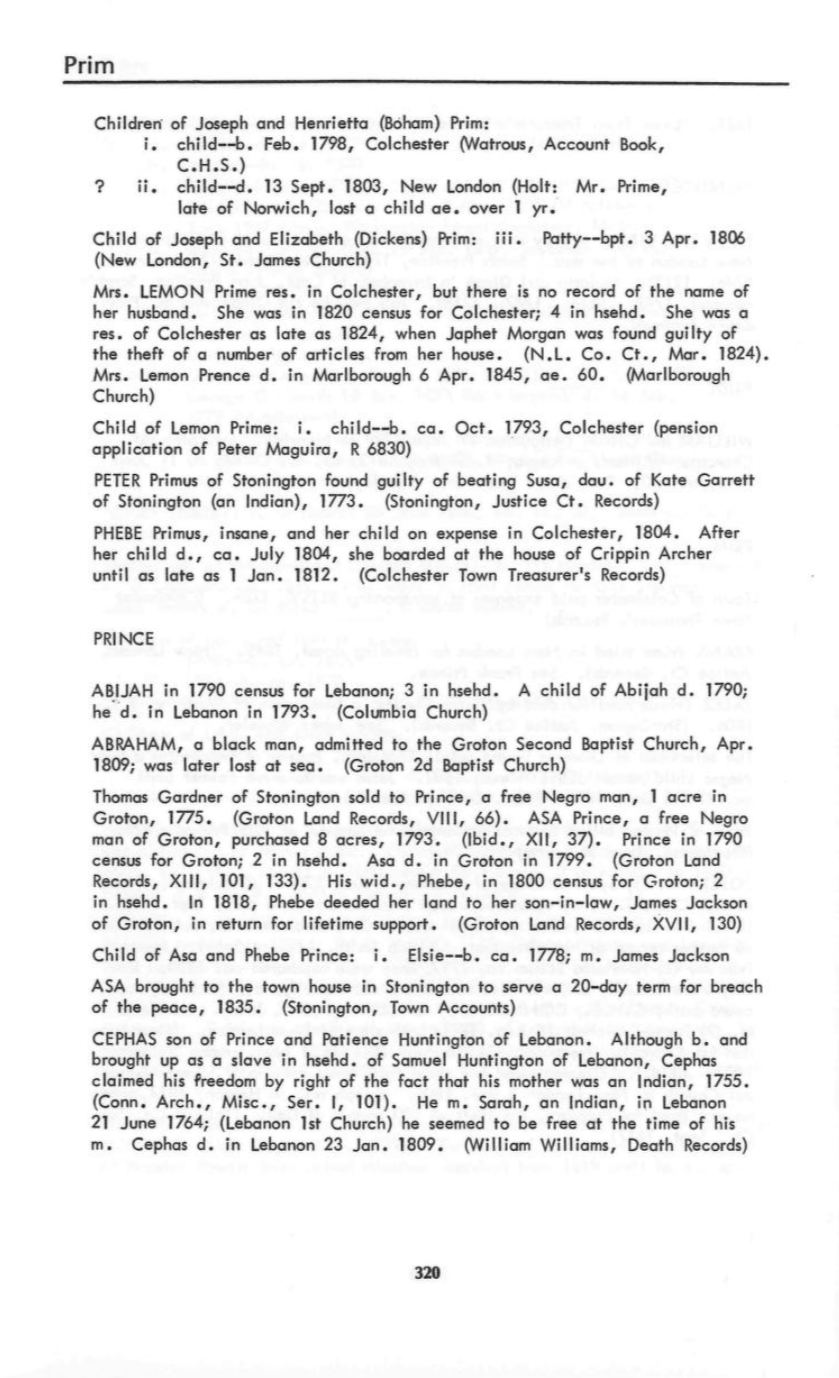 Prim
Children of Joseph and Henrietta (Boham) Prim:
i. child--b. Feb. 1798, Colchester (Watrous, Account Book,
C.H.S.)
? ii. child--d. 13 Sept. 1803, New London (Holt: Mr. Prime,
late of Norwich, lost a child ae. over 1 yr.
Child of Joseph and Elizabeth (Dickens) Prim: iii. Patty--bpt. 3 Apr. 1806
(New London, St. James Church)
Mrs. LEMON Prime res. in Colchester, but there is no record of the name of
her husband. She was in 1820 census for Colchester; 4 in hsehd. She was a
res. of Colchester as late as 1824, when Japhet Morgan was found guilty of
the theft of a number of articles from her house. (N.L. Co. Ct., Mar. 1824).
Mrs. Lemon Prence d. in Marlborough 6 Apr. 1845, ae. 60. (Marlborough
Church)
Child of Lemon Prime: i. child--b. ca. Oct. 1793, Colchester (pension
application of Peter Maguira, R 6830)
PETER Primus of Stonington found guilty of beating Susa, dau. of Kate Garrett
of Stonington (an Indian), 1773. (Stonington, Justice Ct. Records)
PHEBE Primus, insane, and her child on expense in Colchester, 1804. After
her child d., ca. July 1804, she boarded at the house of Crippin Archer
until as late as 1 Jan. 1812. (Colchester Town Treasurer's Records)
PRINCE
ABIJAH in 1790 census for Lebanon; 3 in hsehd. A child of Abijah d. 1790;
he d. in Lebanon in 1793. (Columbia Church)
ABRAHAM, a black man, admitted to the Groton Second Baptist Church, Apr.
1809; was later lost at sea. (Groton 2d Baptist Church)
Thomas Gardner of Stonington sold to Prince, a free Negro man, 1 acre in
Groton, 1775. (Groton Land Records, VIII, 66). ASA Prince, a free Negro
man of Groton, purchased 8 acres, 1793. (Ibid., XII, 37). Prince in 1790
census for Groton; 2 in hsehd. Asa d. in Groton in 1799. (Groton Land
Records, XIII, 101, 133). His wid., Phebe, in 1800 census for Groton; 2
in hsehd. In 1818, Phebe deeded her land to her son-in-law, James Jackson
of Groton, in return for lifetime support. (Groton Land Records, XVII, 130)
Child of Asa and Phebe Prince: i. Elsie--b. ca. 1778; m. James Jackson
ASA brought to the town house in Stonington to serve a 20-day term for breach
of the peace, 1835. (Stonington, Town Accounts)
CEPHAS son of Prince and Patience Huntington of Lebanon. Although b. and
brought up as a slave in hsehd. of Samuel Huntington of Lebanon, Cephas
claimed his freedom by right of the fact that his mother was an Indian, 1755.
(Conn. Arch., Misc., Ser. I, 101). He m. Sarah, an Indian, in Lebanon
21 June 1764; (Lebanon 1st Church) he seemed to be free at the time of his
m. Cephas d. in Lebanon 23 Jan. 1809. (William Williams, Death Records)
320